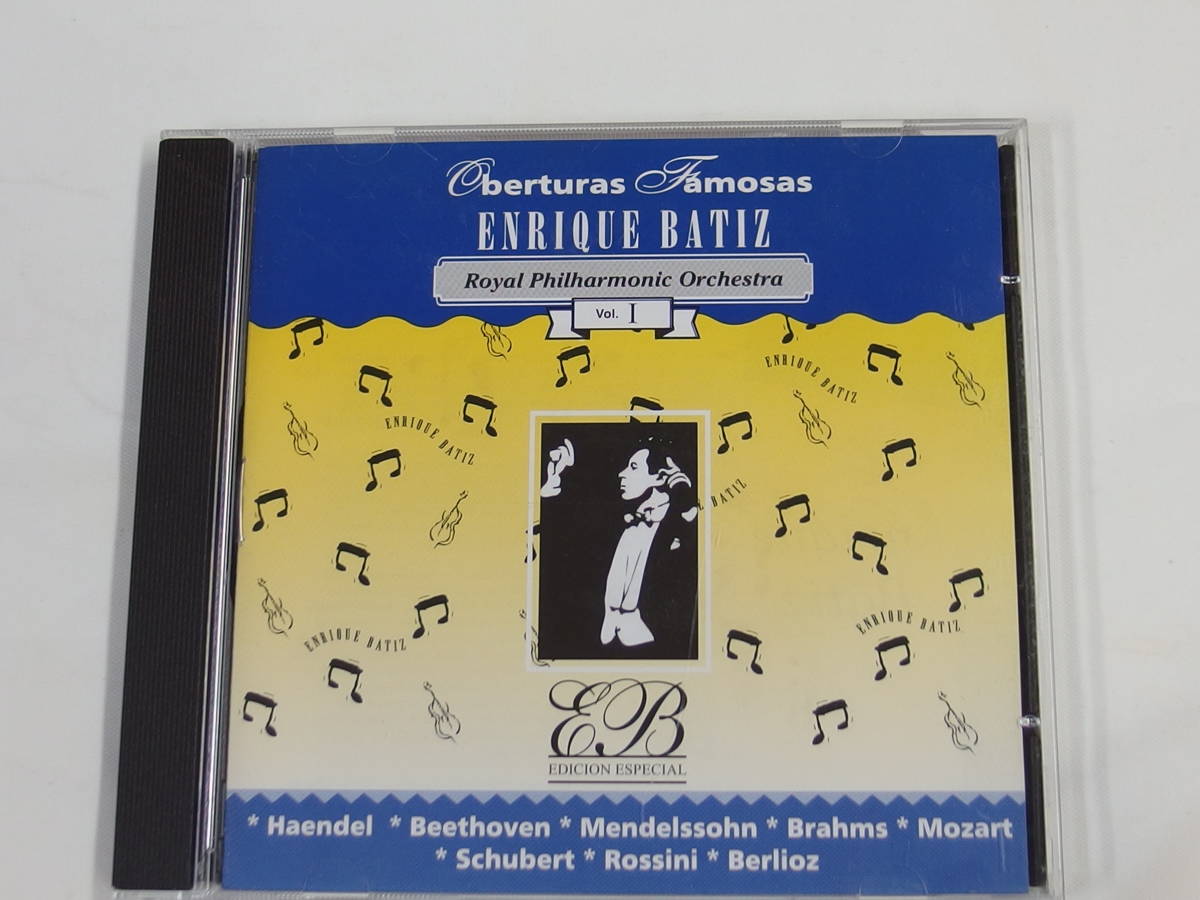 Oberturas Famosas
ENRIQUE BATIZ
Royal Philharmonic Orchestra
Vol. I
ENRIQUE BATIZ
ENRIQUE BATIZ
BATIZ
ENRIQUE BATIZ
ENRIQUE BATIZ
EB
EDICION ESPECIAL
* Haendel * Beethoven * Mendelssohn * Brahms * Mozart
* Schubert * Rossini * Berlioz